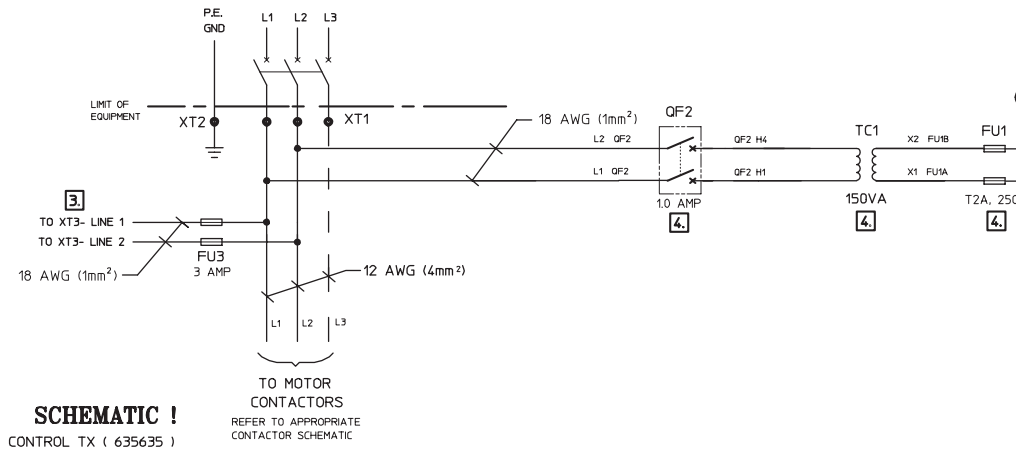 P.E.
GND
L1 L2 L3
LIMIT OF
EQUIPMENT
XT2
XT1
18 AWG (1mm²)
QF2
L2 QF2
QF2 H4
L1 QF2
QF2 H1
1.0 AMP
4.
TC1
150VA
4.
X2 FU1B
X1 FU1A
FU1
T2A, 250
4.
3.
TO XT3- LINE 1
TO XT3- LINE 2
FU3
3 AMP
18 AWG (1mm²)
12 AWG (4mm²)
L1 L2 L3
TO MOTOR
CONTACTORS
REFER TO APPROPRIATE
CONTACTOR SCHEMATIC
SCHEMATIC !
CONTROL TX ( 635635 )